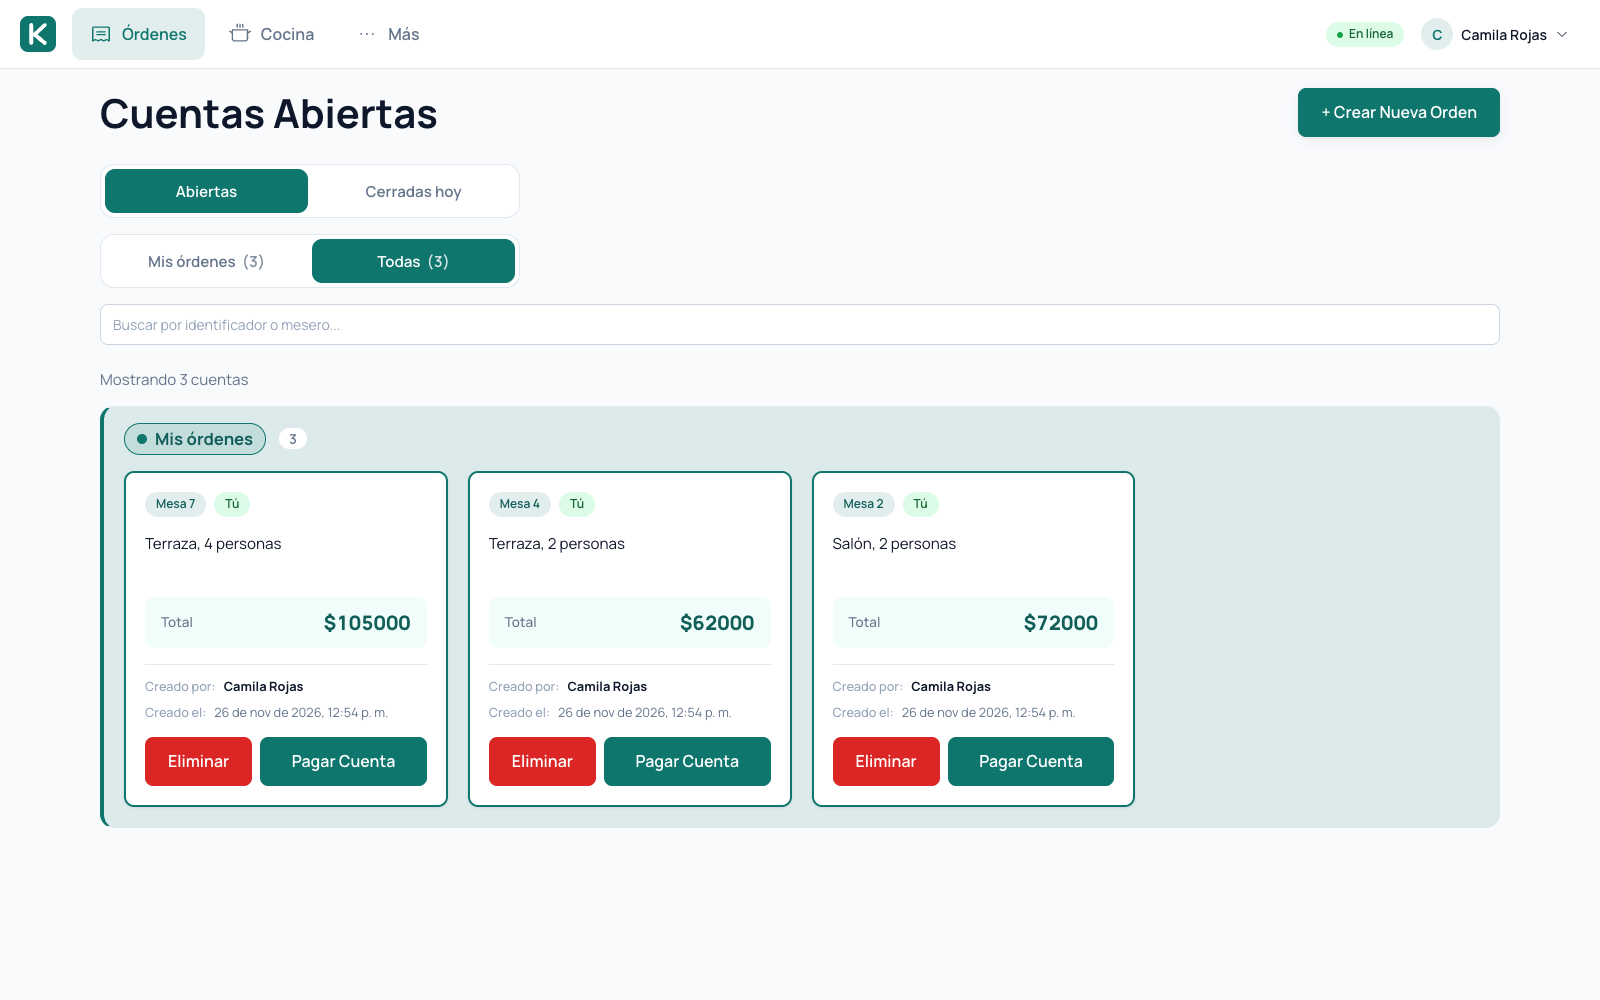 K Órdenes Cocina ··· Más En línea C Camila Rojas
Cuentas Abiertas + Crear Nueva Orden
Abiertas Cerradas hoy
Mis órdenes (3) Todas (3)
Buscar por identificador o mesero...
Mostrando 3 cuentas
Mis órdenes 3
Mesa 7 Tú
Terraza, 4 personas
Total $105000
Creado por: Camila Rojas
Creado el: 26 de nov de 2026, 12:54 p. m.
Eliminar Pagar Cuenta
Mesa 4 Tú
Terraza, 2 personas
Total $62000
Creado por: Camila Rojas
Creado el: 26 de nov de 2026, 12:54 p. m.
Eliminar Pagar Cuenta
Mesa 2 Tú
Salón, 2 personas
Total $72000
Creado por: Camila Rojas
Creado el: 26 de nov de 2026, 12:54 p. m.
Eliminar Pagar Cuenta